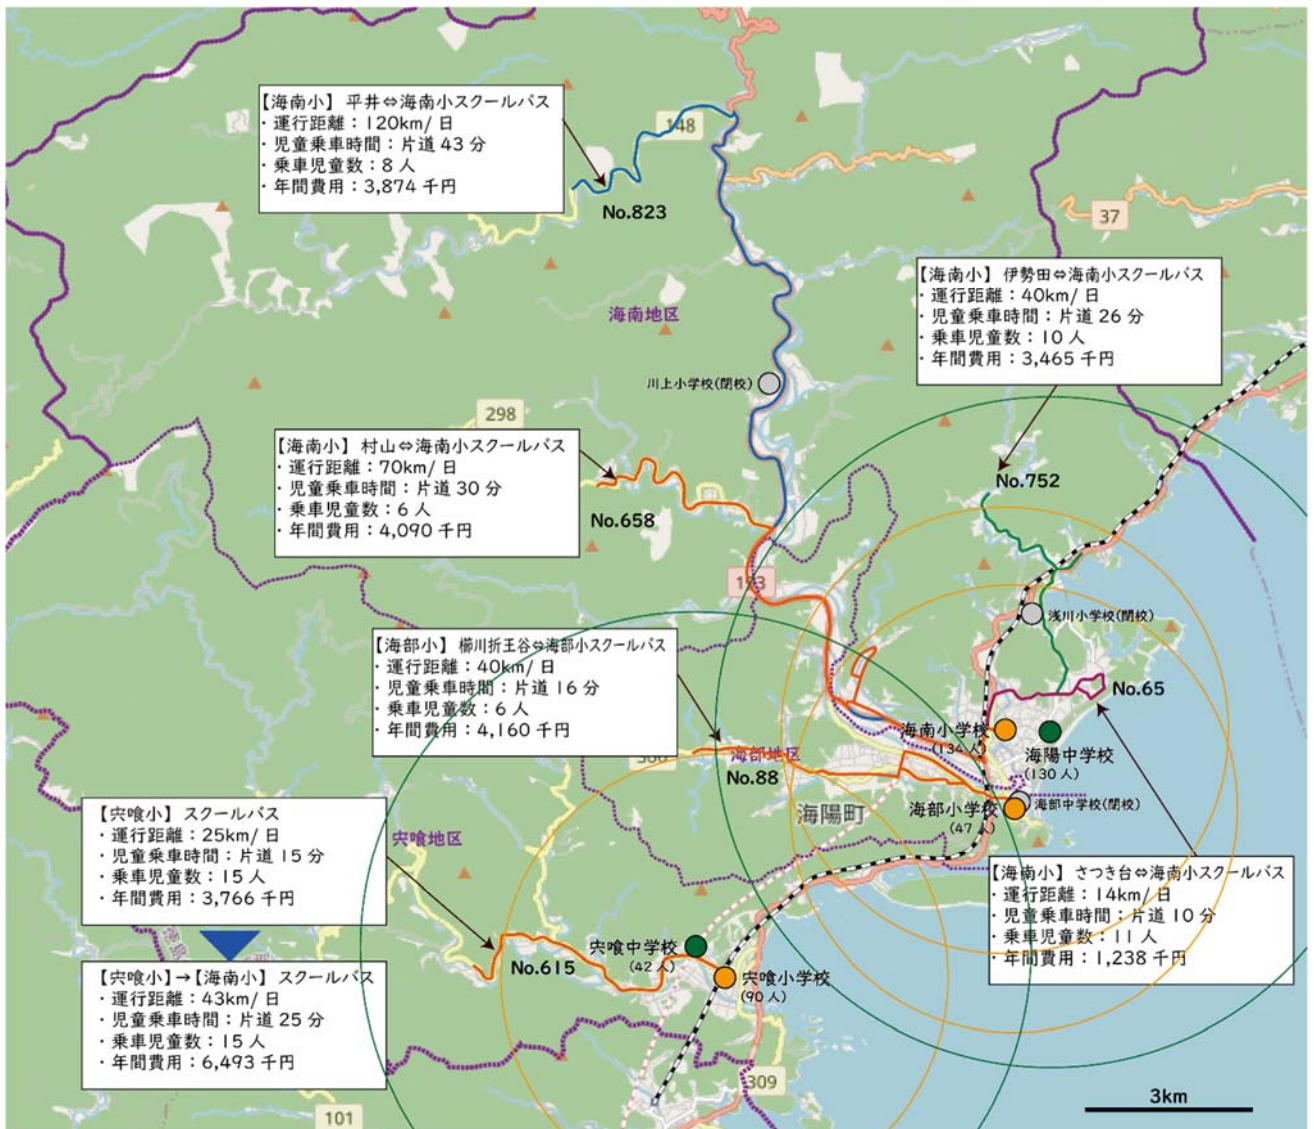 【海南小】 平井⇔海南小スクールバス
・運行距離：120km/日
・児童乗車時間：片道 43分
・乗車児童数：8人
・年間費用：3,874 千円
148
No.823
37
【海南小】 伊勢田⇔海南小スクールバス
・運行距離：40km/日
・児童乗車時間：片道 26分
・乗車児童数：10人
・年間費用：3,465 千円
海南地区
川上小学校(閉校)
298
【海南小】 村山⇔海南小スクールバス
・運行距離：70km/日
・児童乗車時間：片道 30分
・乗車児童数：6人
・年間費用：4,090 千円
No.752
No.658
193
浅川小学校(閉校)
【海部小】 櫛川折王谷⇔海部小スクールバス
・運行距離：40km/日
・児童乗車時間：片道 16分
・乗車児童数：6人
・年間費用：4,160 千円
No.65
海南小学校
(134人)
海陽中学校
(130人)
海部地区
No.88
海部中学校(閉校)
海部小学校
(47人)
海陽町
【宍喰小】 スクールバス
・運行距離：25km/日
・児童乗車時間：片道 15分
・乗車児童数：15人
・年間費用：3,766 千円
宍喰地区
【海南小】 さつき台⇔海南小スクールバス
・運行距離：14km/日
・児童乗車時間：片道 10分
・乗車児童数：11人
・年間費用：1,238 千円
宍喰中学校
(42人)
No.615
宍喰小学校
(90人)
【宍喰小】→【海南小】 スクールバス
・運行距離：43km/日
・児童乗車時間：片道 25分
・乗車児童数：15人
・年間費用：6,493 千円
309
101
3km